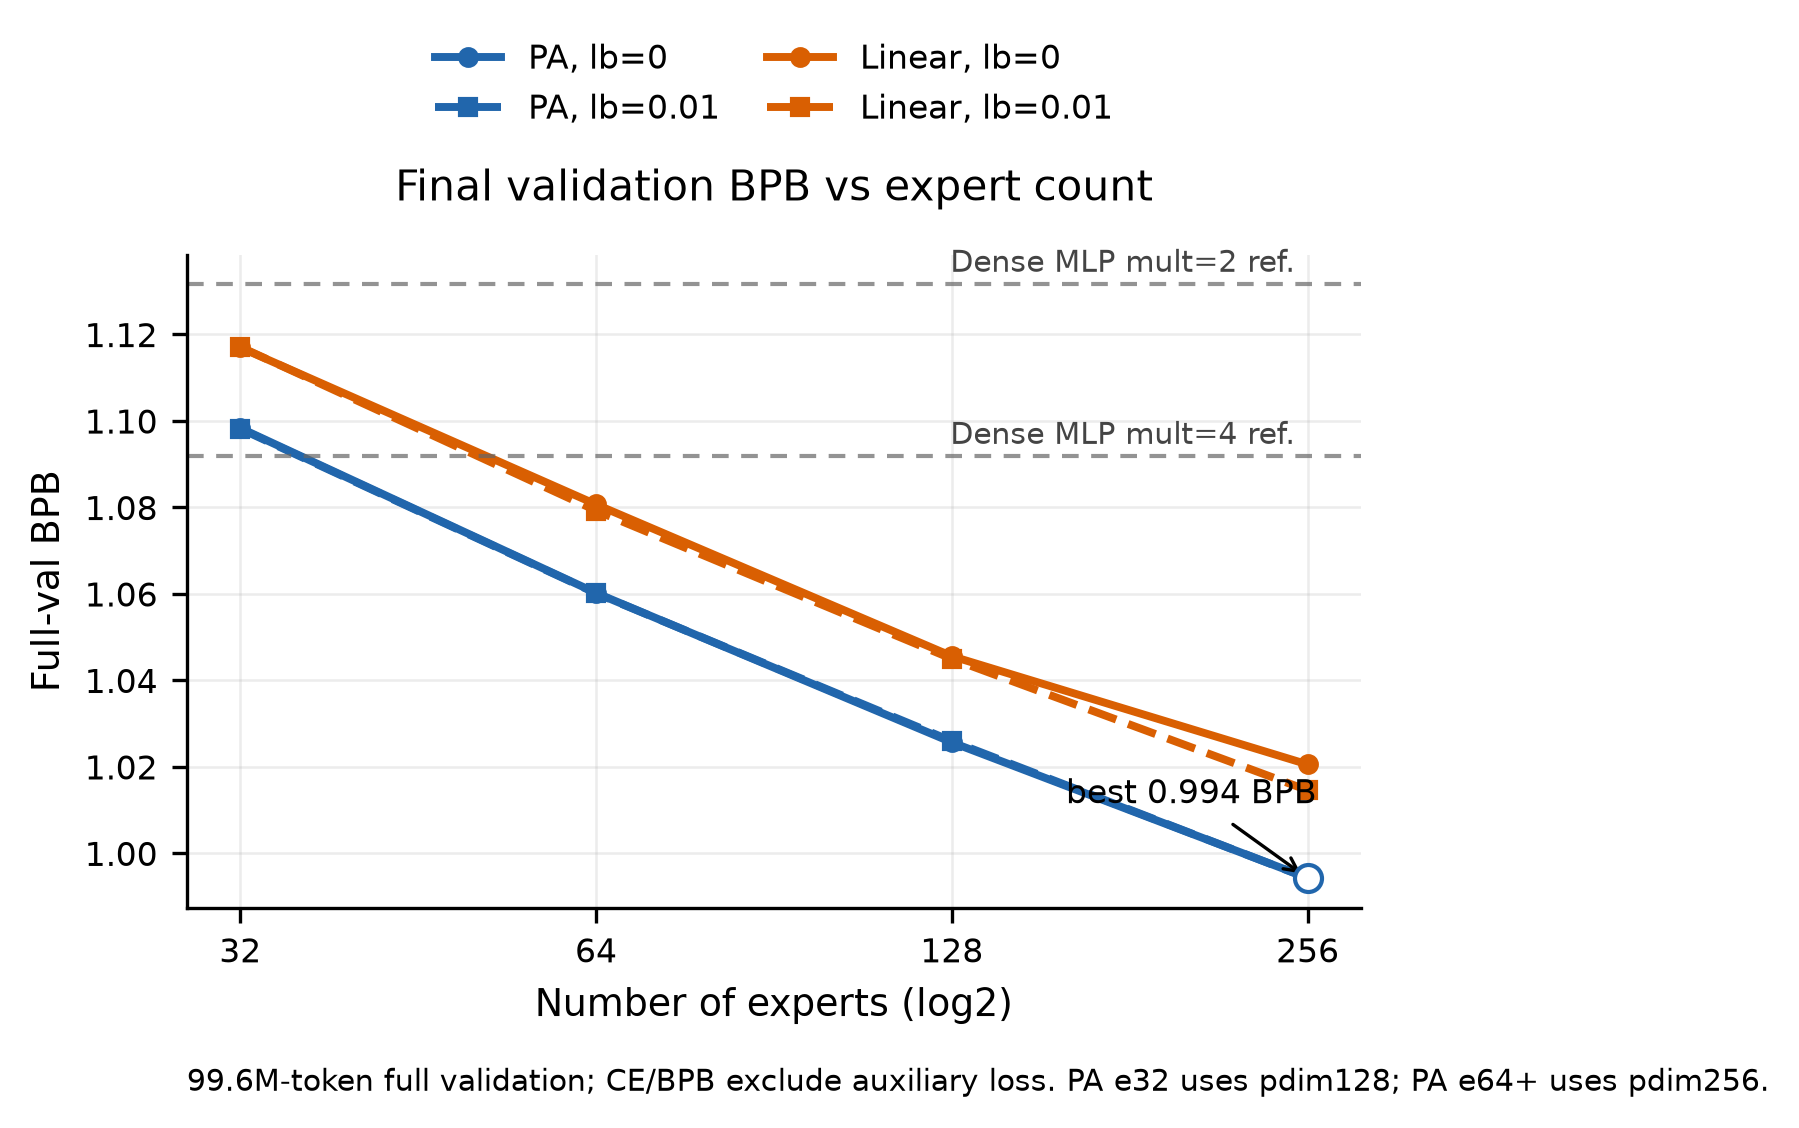 PA, lb=0
Linear, lb=0
PA, lb=0.01
Linear, lb=0.01
Final validation BPB vs expert count
Dense MLP mult=2 ref.
Dense MLP mult=4 ref.
Full-val BPB
1.12
1.10
1.08
1.06
1.04
1.02
1.00
best 0.994 BPB
32
64
128
256
Number of experts (log2)
99.6M-token full validation; CE/BPB exclude auxiliary loss. PA e32 uses pdim128; PA e64+ uses pdim256.